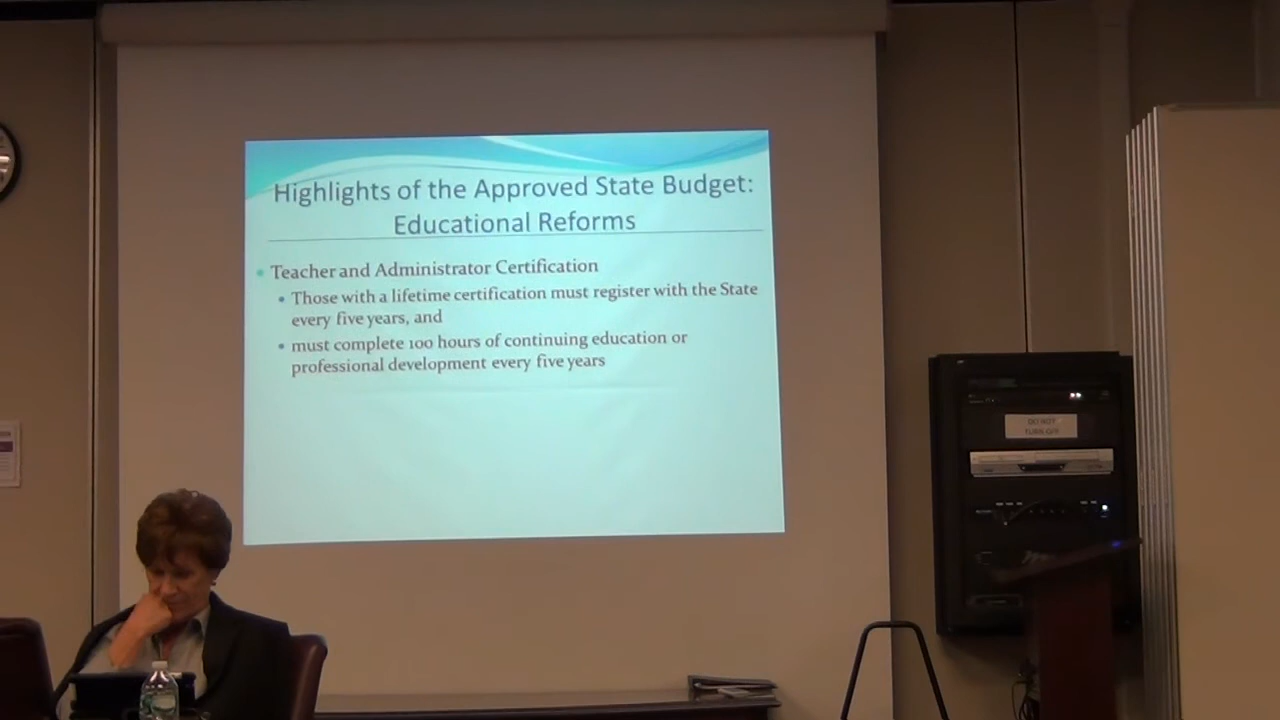 Highlights of the Approved State Budget:
Educational Reforms
Teacher and Administrator Certification
Those with a lifetime certification must register with the State
every five years, and
must complete 100 hours of continuing education or
professional development every five years
DO NOT
TURN OFF